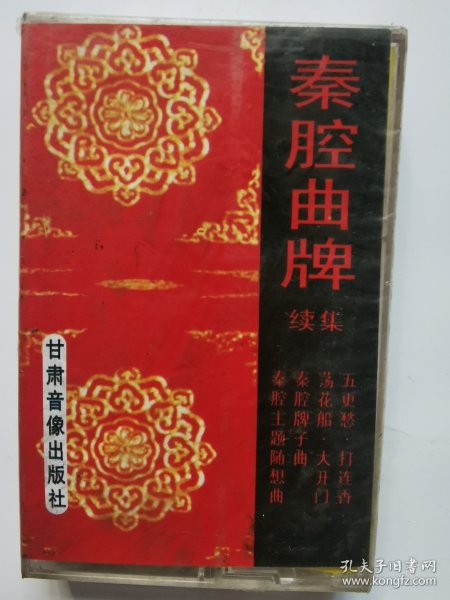 秦腔曲牌
续集
五更愁·打连香
荡花船·大开门
秦腔牌子曲
秦腔主题随想曲
甘肃音像出版社
孔夫子旧书网
www.kongfz.com